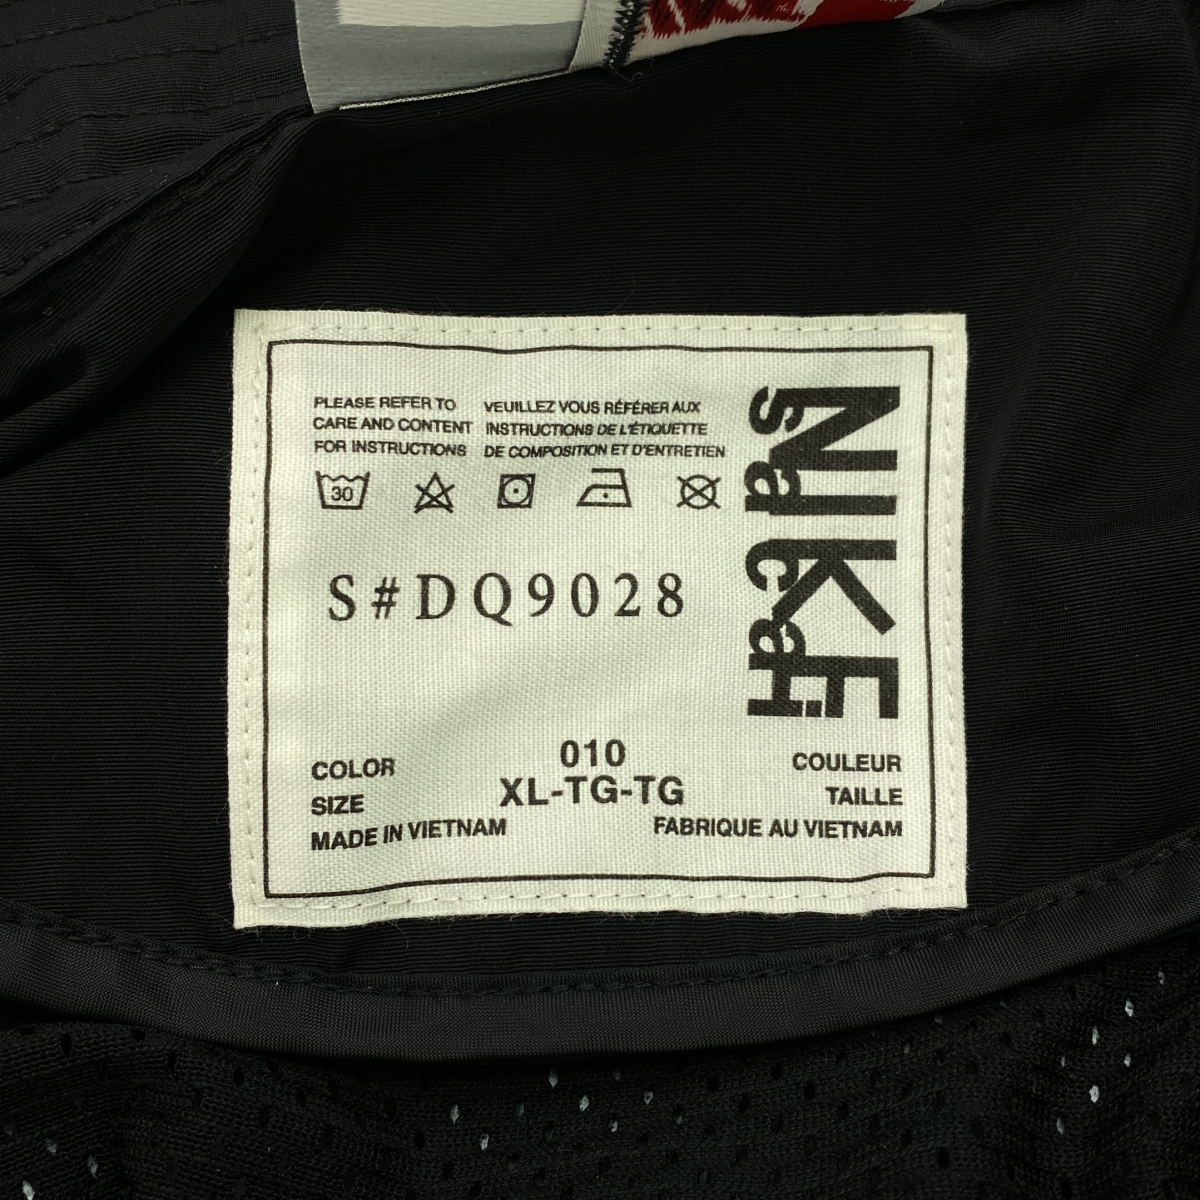 PLEASE REFER TO
CARE AND CONTENT
FOR INSTRUCTIONS
VEUILLEZ VOUS RÉFÉRER AUX
INSTRUCTIONS DE L'ÉTIQUETTE
DE COMPOSITION ET D'ENTRETIEN
30
S#DQ9028
NIKE
sacai
COLOR 010 COULEUR
SIZE XL-TG-TG TAILLE
MADE IN VIETNAM FABRIQUE AU VIETNAM